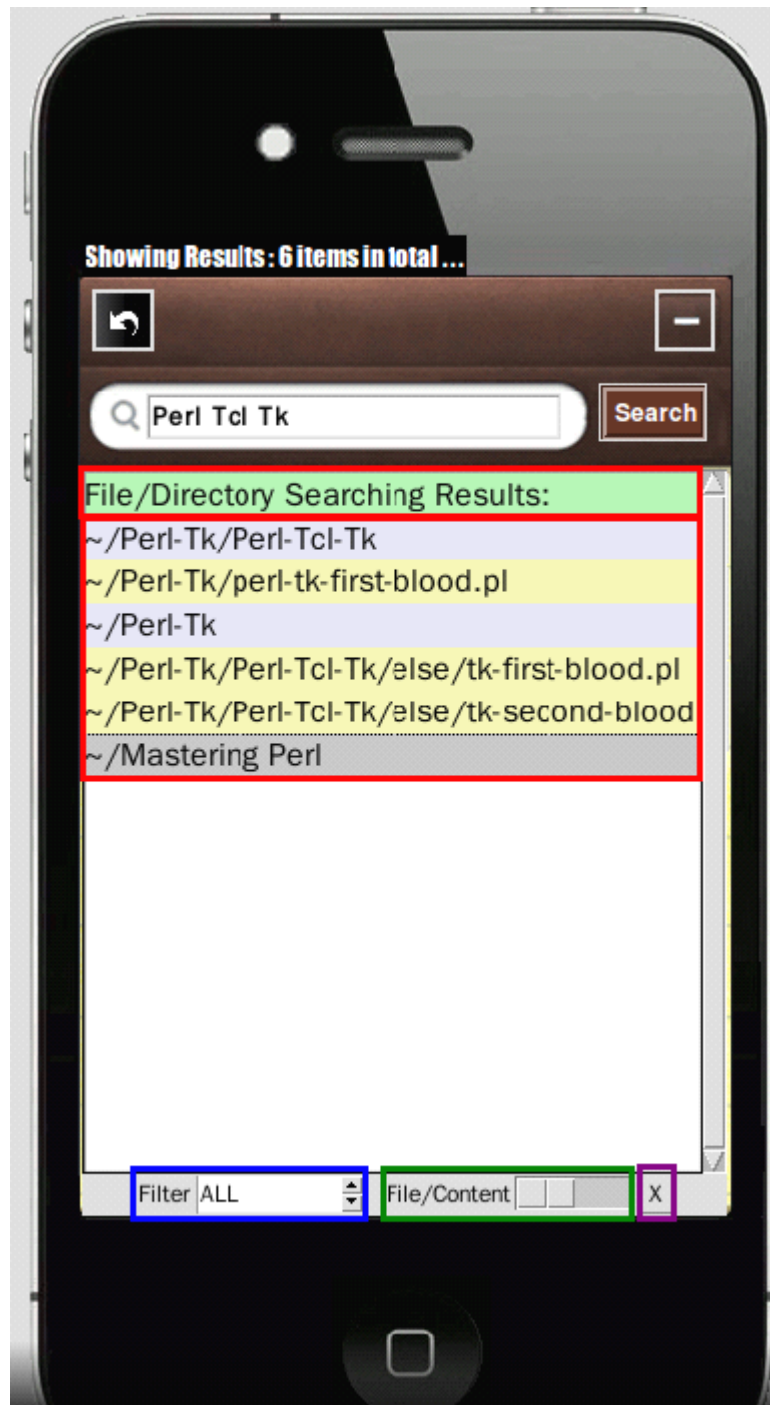 Showing Results : 6 items in total ...
Perl Tcl Tk
Search
File/Directory Searching Results:
~/Perl-Tk/Perl-Tcl-Tk
~/Perl-Tk/perl-tk-first-blood.pl
~/Perl-Tk
~/Perl-Tk/Perl-Tcl-Tk/else/tk-first-blood.pl
~/Perl-Tk/Perl-Tcl-Tk/else/tk-second-blood
~/Mastering Perl
Filter ALL File/Content X